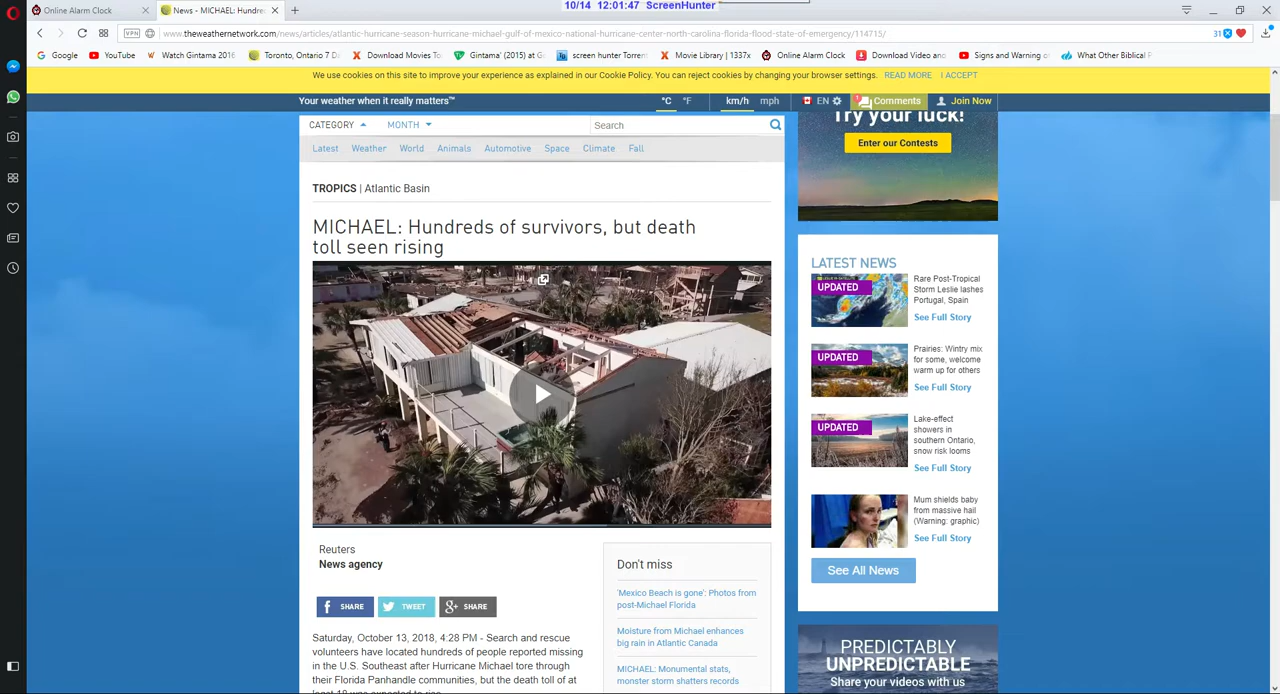 10/14 12:01:47 ScreenHunter
Online Alarm Clock
News - MICHAEL: Hundre
VPN
www.theweathernetwork.com/news/articles/atlantic-hurricane-season-hurricane-michael-gulf-of-mexico-national-hurricane-center-north-carolina-florida-flood-state-of-emergency/114715/
31
Google
YouTube
Watch Gintama 2016
Toronto, Ontario 7 D
Download Movies To
Gintama' (2015) at G
screen hunter Torren
Movie Library | 1337x
Online Alarm Clock
Download Video and
Signs and Warning o
What Other Biblical P
We use cookies on this site to improve your experience as explained in our Cookie Policy. You can reject cookies by changing your browser settings. READ MORE I ACCEPT
Your weather when it really matters™
°C °F
km/h mph
EN
Comments
Join Now
CATEGORY
MONTH
Search
Latest Weather World Animals Automotive Space Climate Fall
TROPICS | Atlantic Basin
MICHAEL: Hundreds of survivors, but death
toll seen rising
Reuters
News agency
SHARE
TWEET
SHARE
Saturday, October 13, 2018, 4:28 PM - Search and rescue
volunteers have located hundreds of people reported missing
in the U.S. Southeast after Hurricane Michael tore through
their Florida Panhandle communities, but the death toll of at
least 18 was expected to rise
Don't miss
'Mexico Beach is gone': Photos from
post-Michael Florida
Moisture from Michael enhances
big rain in Atlantic Canada
MICHAEL: Monumental stats,
monster storm shatters records
Try your luck!
Enter our Contests
LATEST NEWS
UPDATED
Rare Post-Tropical
Storm Leslie lashes
Portugal, Spain
See Full Story
UPDATED
Prairies: Wintry mix
for some, welcome
warm up for others
See Full Story
UPDATED
Lake-effect
showers in
southern Ontario,
snow risk looms
See Full Story
Mum shields baby
from massive hail
(Warning: graphic)
See Full Story
See All News
PREDICTABLY
UNPREDICTABLE
Share your videos with us